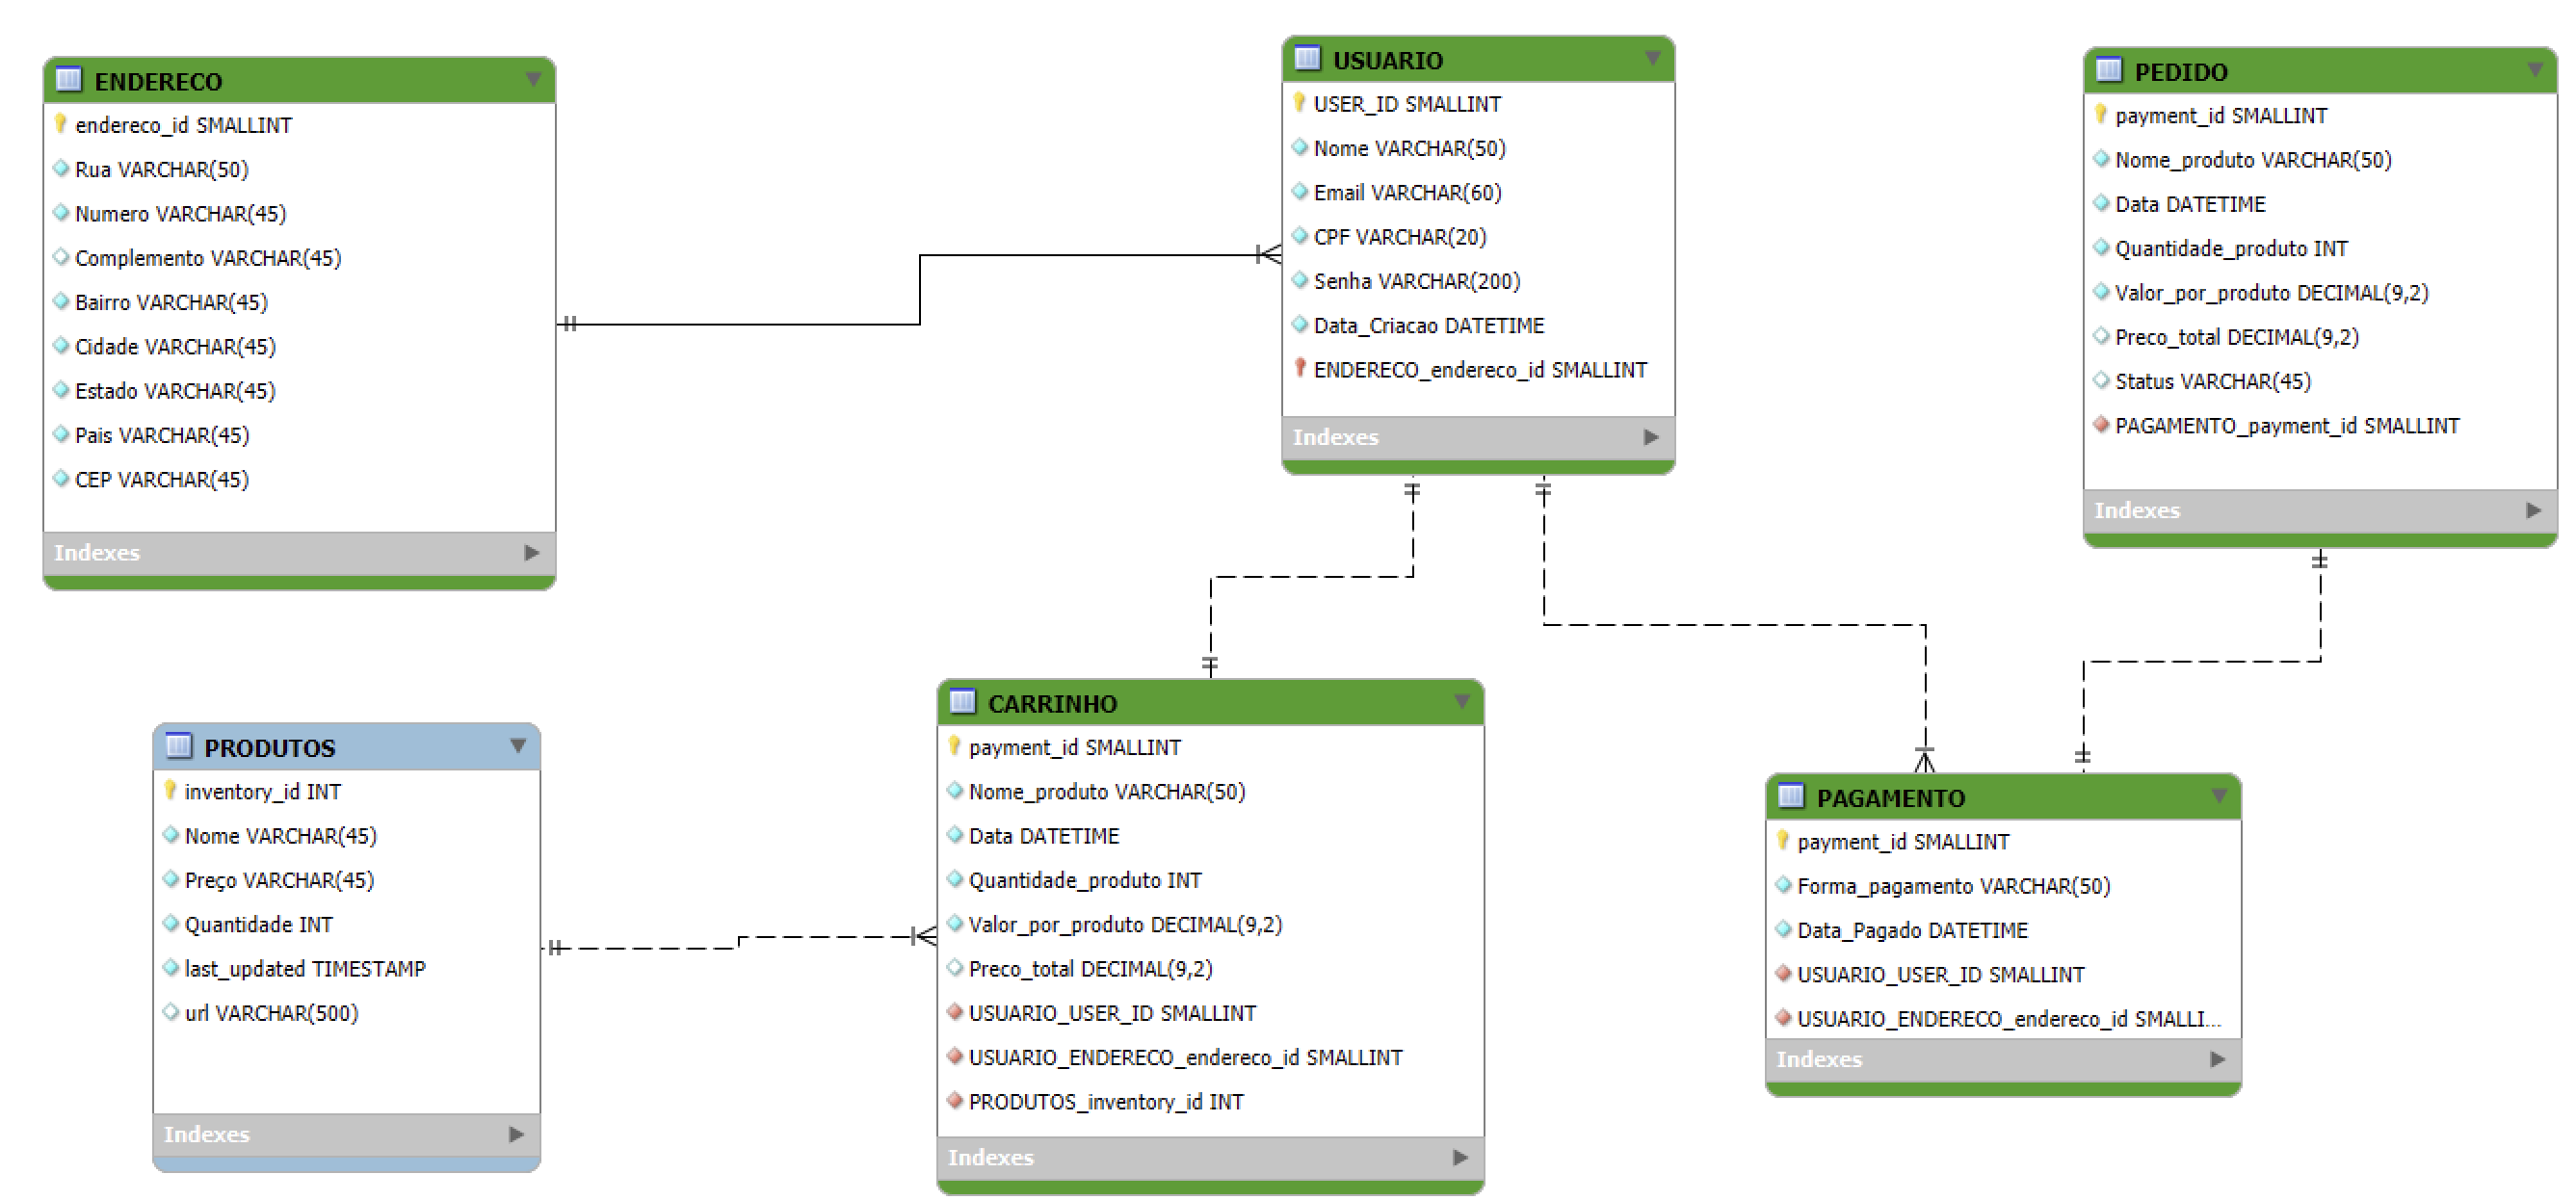 ENDERECO
endereco_id SMALLINT
Rua VARCHAR(50)
Numero VARCHAR(45)
Complemento VARCHAR(45)
Bairro VARCHAR(45)
Cidade VARCHAR(45)
Estado VARCHAR(45)
Pais VARCHAR(45)
CEP VARCHAR(45)
Indexes
USUARIO
USER_ID SMALLINT
Nome VARCHAR(50)
Email VARCHAR(60)
CPF VARCHAR(20)
Senha VARCHAR(200)
Data_Criacao DATETIME
ENDERECO_endereco_id SMALLINT
Indexes
PEDIDO
payment_id SMALLINT
Nome_produto VARCHAR(50)
Data DATETIME
Quantidade_produto INT
Valor_por_produto DECIMAL(9,2)
Preco_total DECIMAL(9,2)
Status VARCHAR(45)
PAGAMENTO_payment_id SMALLINT
Indexes
PRODUTOS
inventory_id INT
Nome VARCHAR(45)
Preço VARCHAR(45)
Quantidade INT
last_updated TIMESTAMP
url VARCHAR(500)
Indexes
CARRINHO
payment_id SMALLINT
Nome_produto VARCHAR(50)
Data DATETIME
Quantidade_produto INT
Valor_por_produto DECIMAL(9,2)
Preco_total DECIMAL(9,2)
USUARIO_USER_ID SMALLINT
USUARIO_ENDERECO_endereco_id SMALLINT
PRODUTOS_inventory_id INT
Indexes
PAGAMENTO
payment_id SMALLINT
Forma_pagamento VARCHAR(50)
Data_Pagado DATETIME
USUARIO_USER_ID SMALLINT
USUARIO_ENDERECO_endereco_id SMALLI...
Indexes